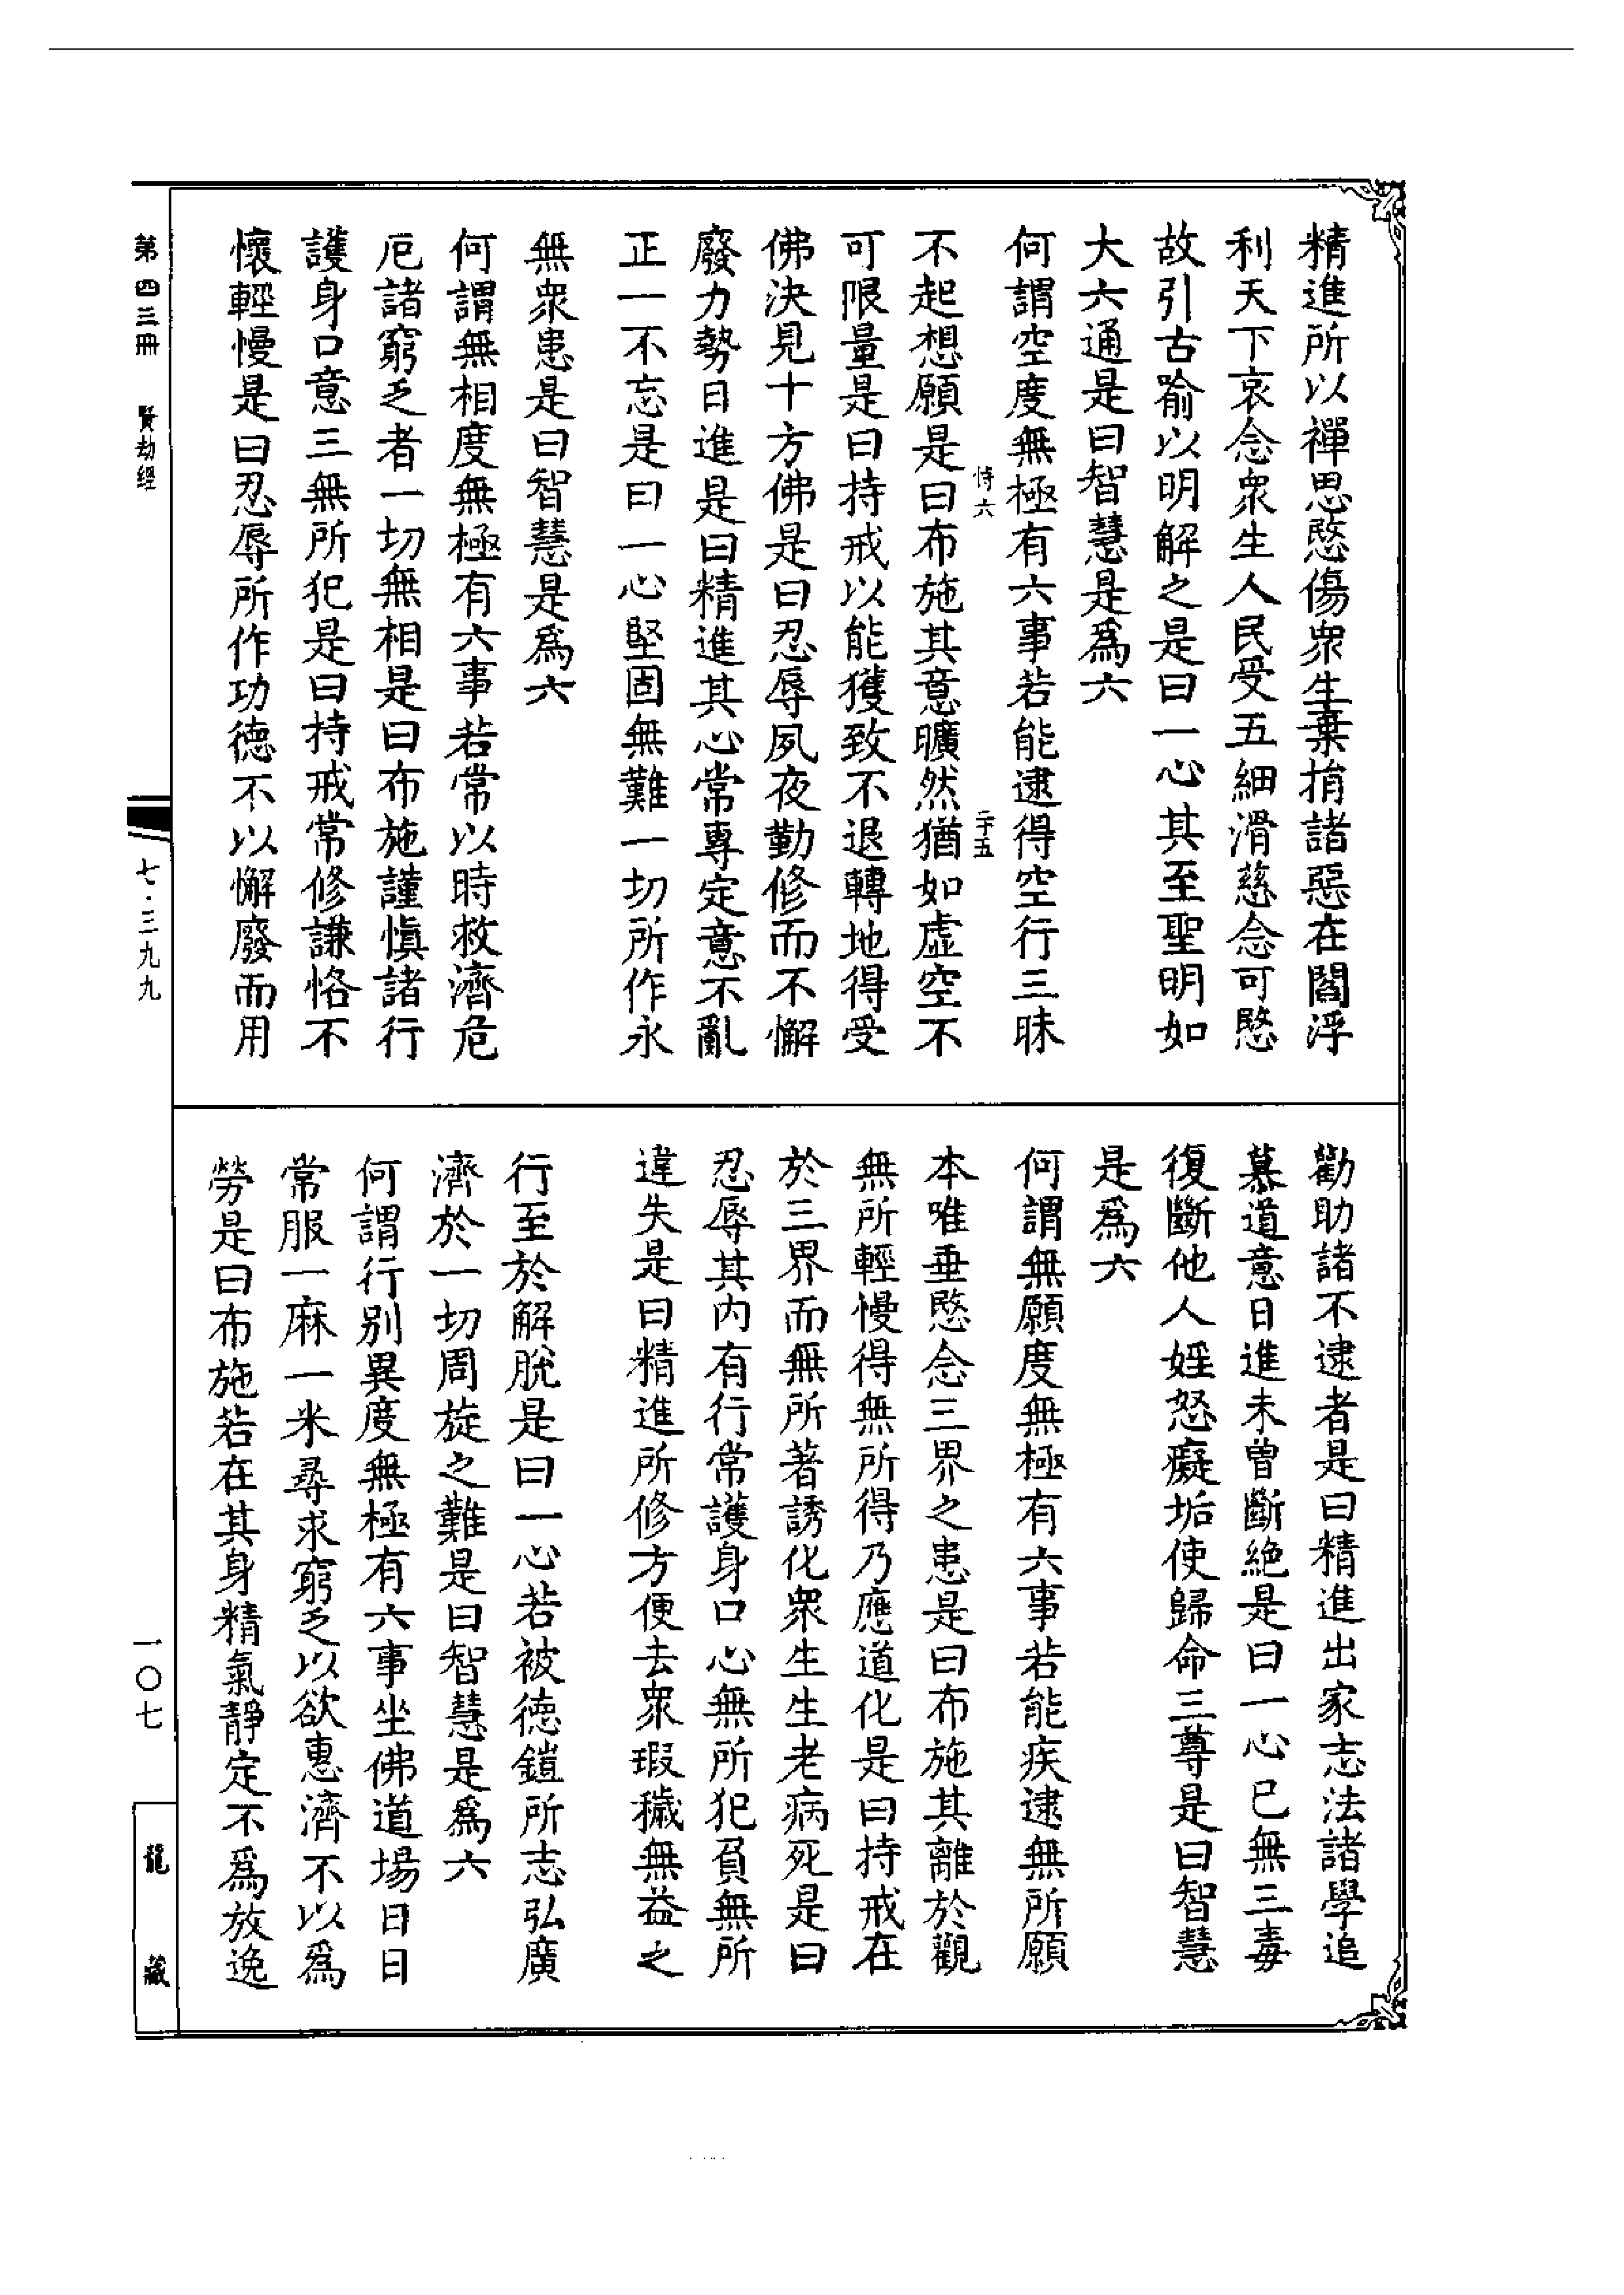 精進所以禪思愍傷衆生棄捐諸惡在閻浮
利天下哀念衆生人民受五細滑慈念可愍
故引古喻以明解之是曰一心其至聖明如
大六通是曰智慧是爲六
何謂空度無極有六事若能逮得空行三昧
恃六
二十五
不起想願是曰布施其意曠然猶如虛空不
可限量是曰持戒以能獲致不退轉地得受
佛決見十方佛是曰忍辱夙夜勤修而不懈
廢力勢日進是曰精進其心常專定意不亂
正一不忘是曰一心堅固無難一切所作永
無衆患是曰智慧是爲六
何謂無相度無極有六事若常以時救濟危
厄諸窮乏者一切無相是曰布施謹愼諸行
護身口意三無所犯是曰持戒常修謙恪不
懷輕慢是曰忍辱所作功德不以懈廢而用
勸助諸不逮者是曰精進出家志法諸學追
慕道意日進未曽斷絶是曰一心已無三毒
復斷他人婬怒癡垢使歸命三尊是曰智慧
是爲六
何謂無願度無極有六事若能疾逮無所願
本唯垂愍念三界之患是曰布施其離於觀
無所輕慢得無所得乃應道化是曰持戒在
於三界而無所著誘化衆生生老病死是曰
忍辱其内有行常護身口心無所犯負無所
違失是曰精進所修方便去衆瑕穢無益之
行至於解脫是曰一心若被德鎧所志弘廣
濟於一切周旋之難是曰智慧是爲六
何謂行别異度無極有六事坐佛道場日日
常服一麻一米尋求窮乏以欲惠濟不以爲
勞是曰布施若在其身精氣靜定不爲放逸
第四三冊 賢劫經
七·三九九
一〇七
龍藏